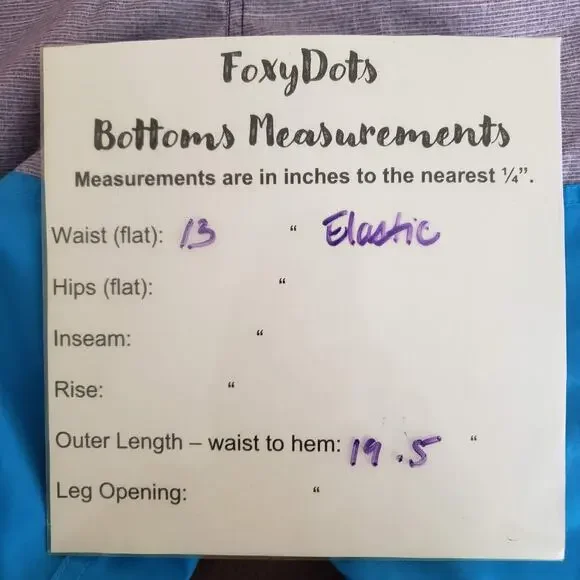 FoxyDots
Bottoms Measurements
Measurements are in inches to the nearest ¼”.
Waist (flat): 13 “ Elastic
Hips (flat): “
Inseam: “
Rise: “
Outer Length – waist to hem: 19.5 “
Leg Opening: “